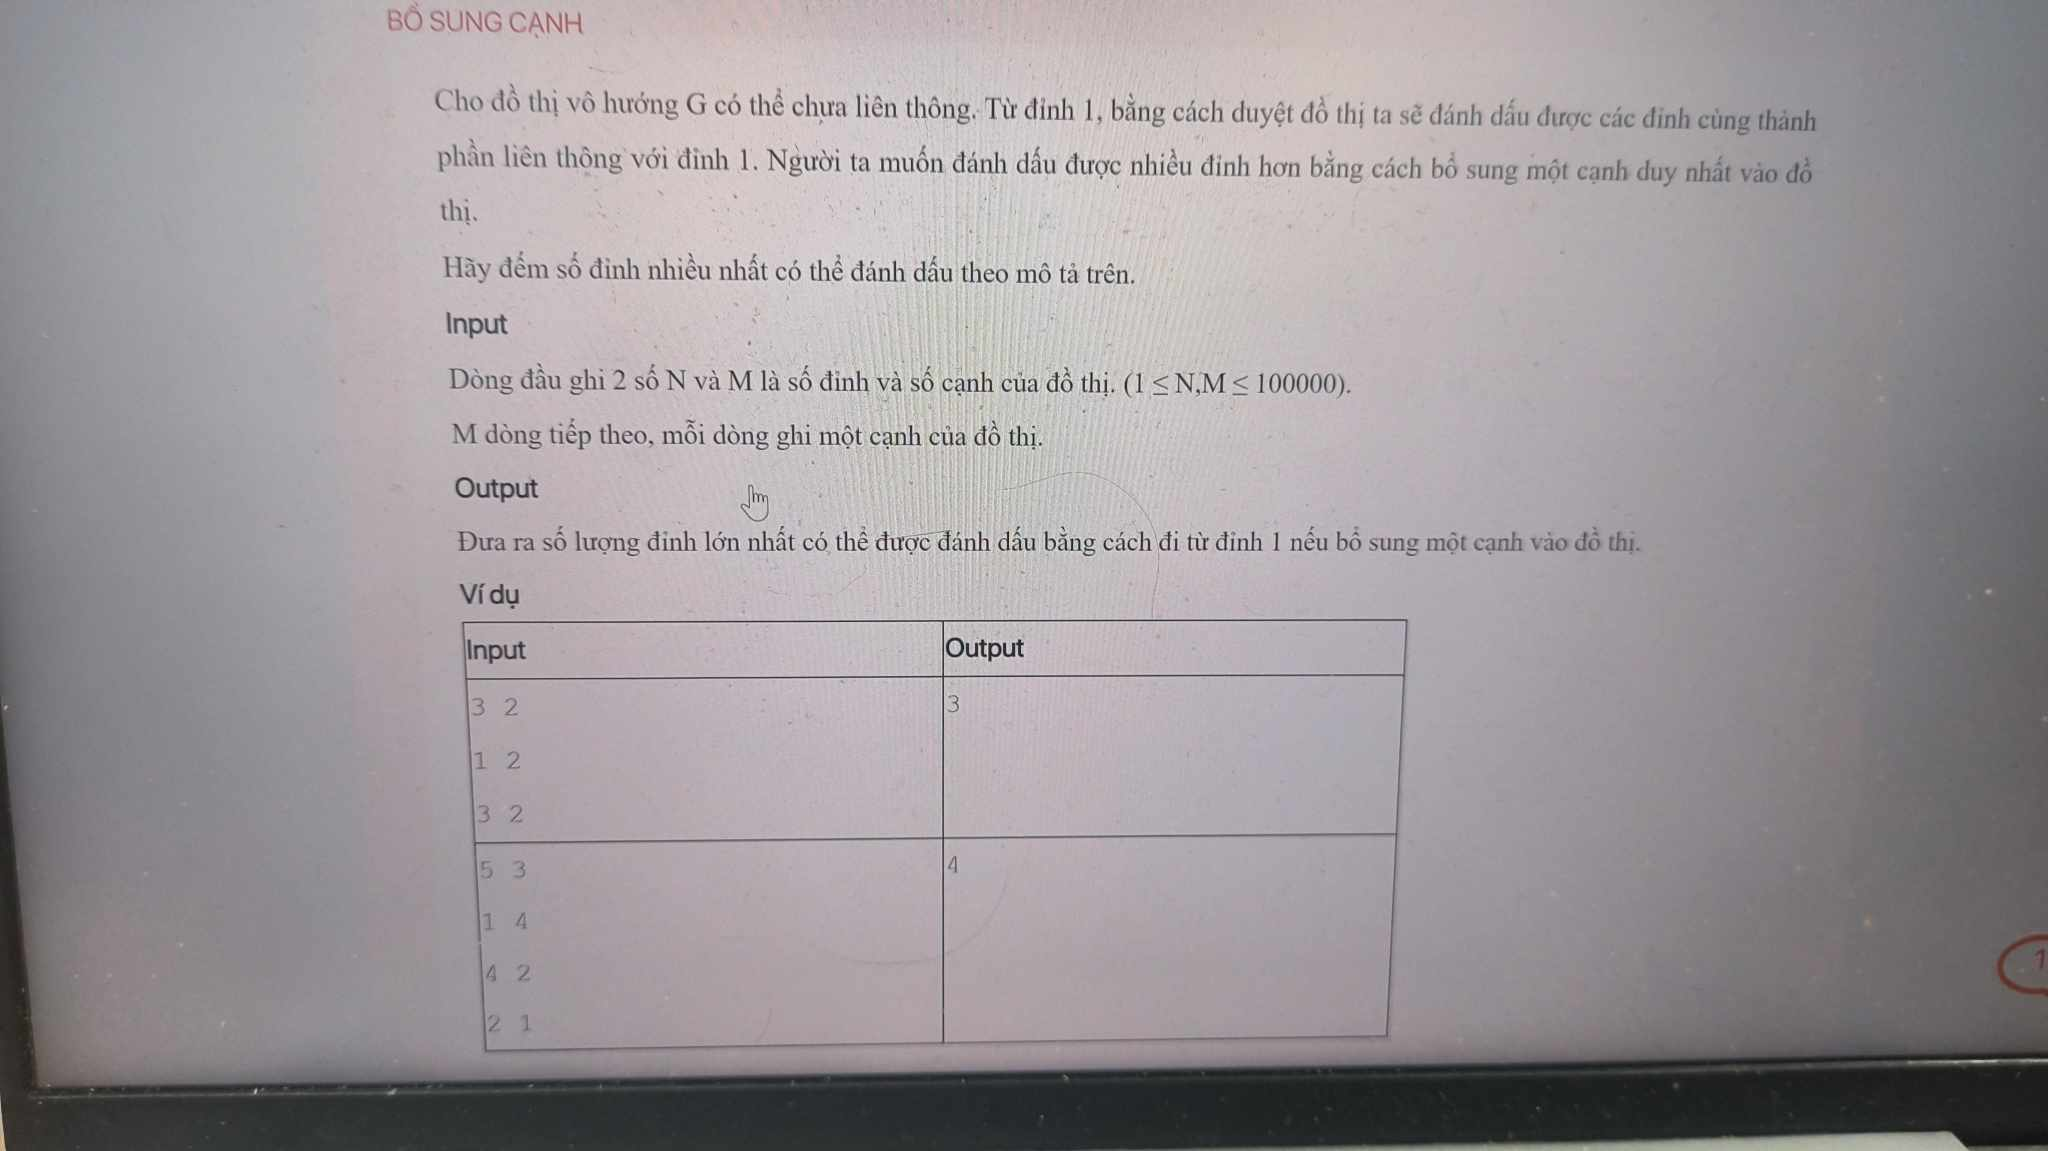 BỔ SUNG CẠNH
Cho đồ thị vô hướng G có thể chưa liên thông. Từ đỉnh 1, bằng cách duyệt đồ thị ta sẽ đánh dấu được các đỉnh cùng thành
phần liên thông với đỉnh 1. Người ta muốn đánh dấu được nhiều đỉnh hơn bằng cách bổ sung một cạnh duy nhất vào đồ
thị.
Hãy đếm số đỉnh nhiều nhất có thể đánh dấu theo mô tả trên.
Input
Dòng đầu ghi 2 số N và M là số đỉnh và số cạnh của đồ thị. (1 ≤ N,M ≤ 100000).
M dòng tiếp theo, mỗi dòng ghi một cạnh của đồ thị.
Output
Đưa ra số lượng đỉnh lớn nhất có thể được đánh dấu bằng cách đi từ đỉnh 1 nếu bổ sung một cạnh vào đồ thị.
Ví dụ
Input Output
3 2 3
1 2
3 2
5 3 4
1 4
4 2
2 1
1